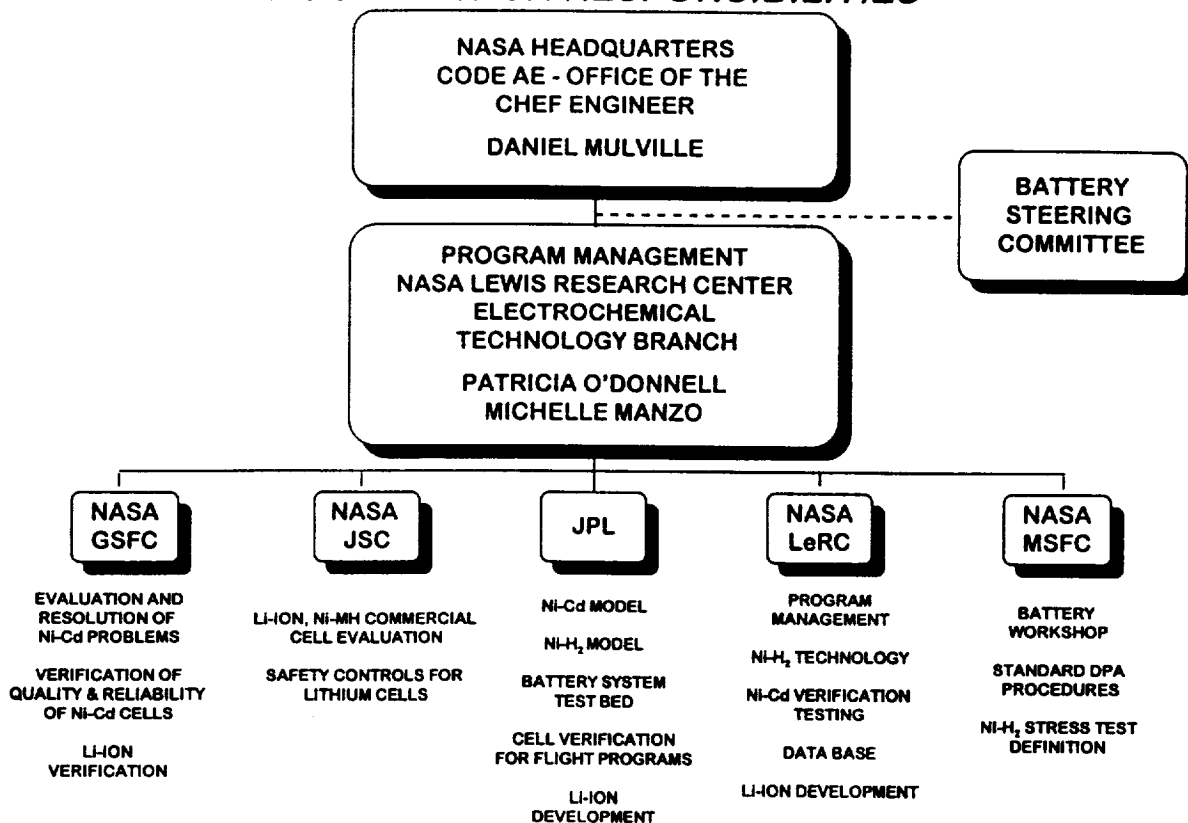 NASA HEADQUARTERS
CODE AE - OFFICE OF THE
CHEF ENGINEER
DANIEL MULVILLE
BATTERY
STEERING
COMMITTEE
PROGRAM MANAGEMENT
NASA LEWIS RESEARCH CENTER
ELECTROCHEMICAL
TECHNOLOGY BRANCH
PATRICIA O'DONNELL
MICHELLE MANZO
NASA
GSFC
EVALUATION AND
RESOLUTION OF
Ni-Cd PROBLEMS
VERIFICATION OF
QUALITY & RELIABILITY
OF Ni-Cd CELLS
Li-ION
VERIFICATION
NASA
JSC
Li-ION, Ni-MH COMMERCIAL
CELL EVALUATION
SAFETY CONTROLS FOR
LITHIUM CELLS
JPL
Ni-Cd MODEL
Ni-H₂ MODEL
BATTERY SYSTEM
TEST BED
CELL VERIFICATION
FOR FLIGHT PROGRAMS
Li-ION
DEVELOPMENT
NASA
LeRC
PROGRAM
MANAGEMENT
Ni-H₂ TECHNOLOGY
Ni-Cd VERIFICATION
TESTING
DATA BASE
Li-ION DEVELOPMENT
NASA
MSFC
BATTERY
WORKSHOP
STANDARD DPA
PROCEDURES
Ni-H₂ STRESS TEST
DEFINITION